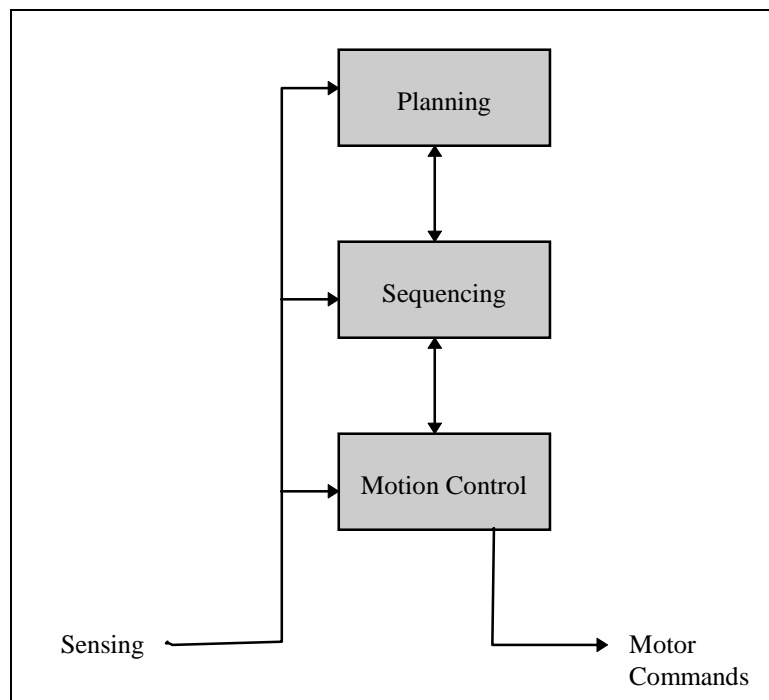 Planning
Sequencing
Motion Control
Sensing
Motor
Commands